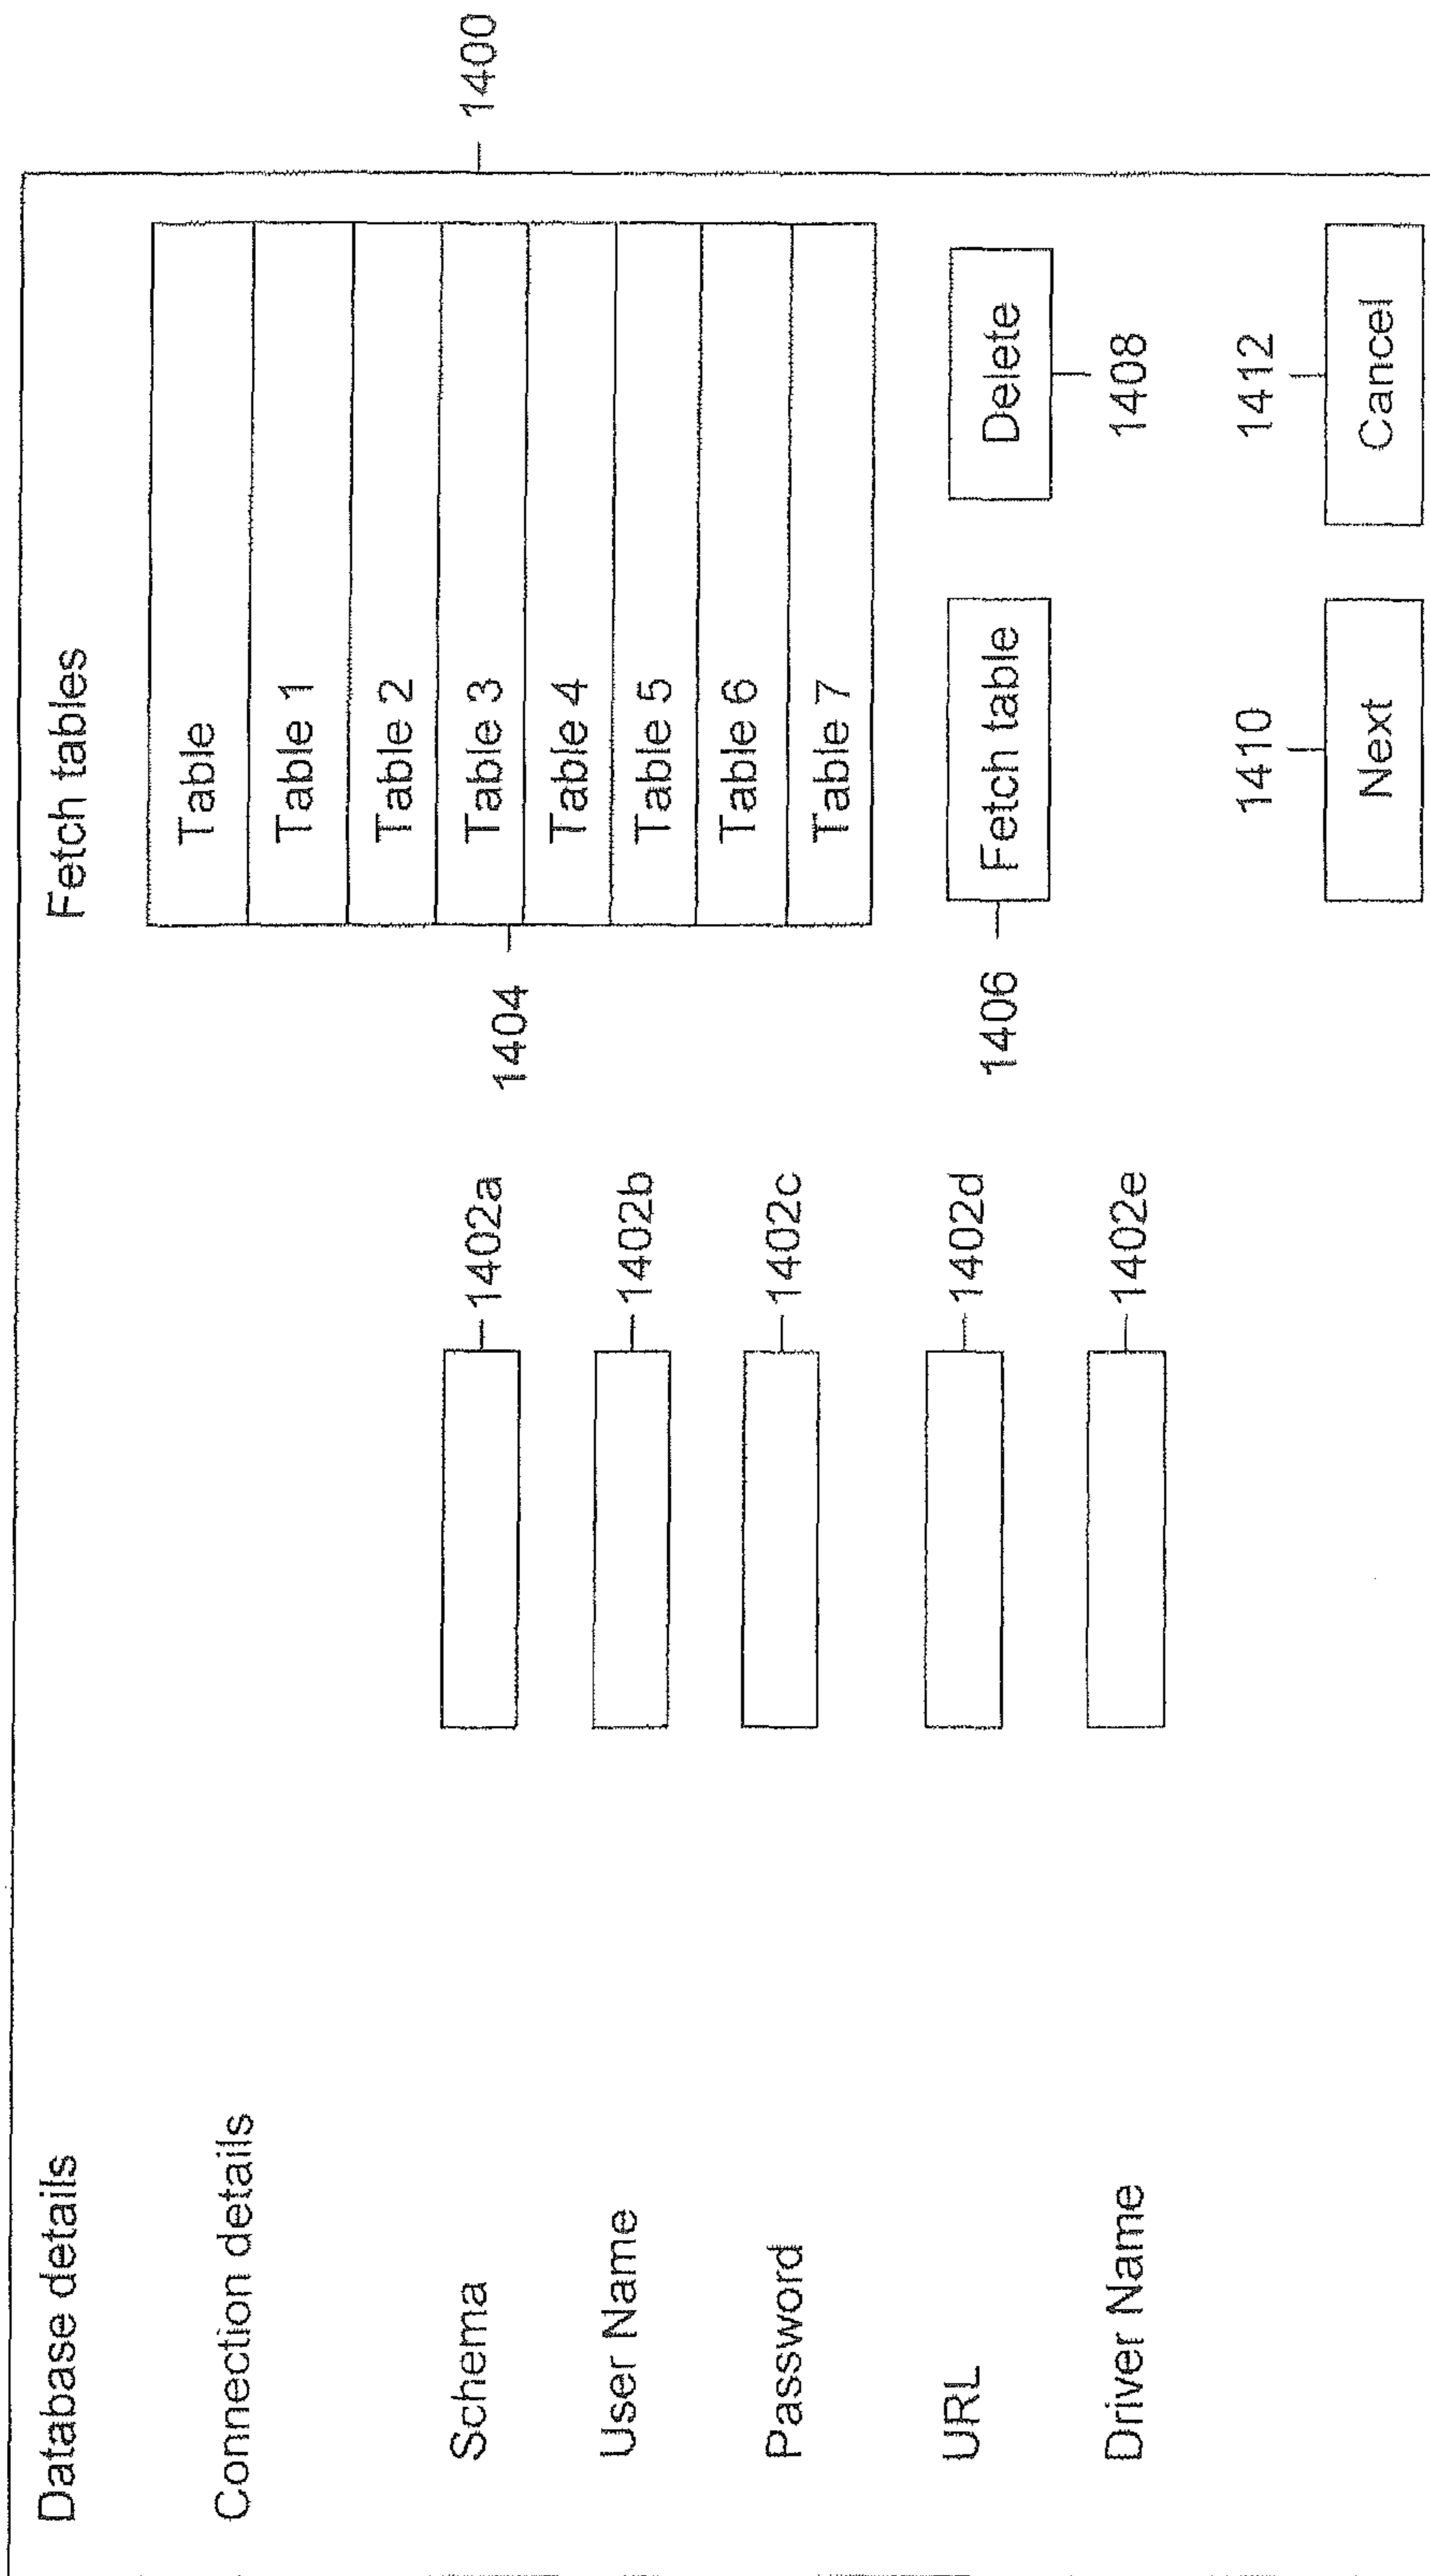 Database details
Fetch tables
Connection details
Schema
1402a
User Name
1402b
Password
1402c
URL
1402d
Driver Name
1402e
1404
Table
Table 1
Table 2
Table 3
Table 4
Table 5
Table 6
Table 7
1400
1406
Fetch table
Delete
1408
1410
1412
Next
Cancel